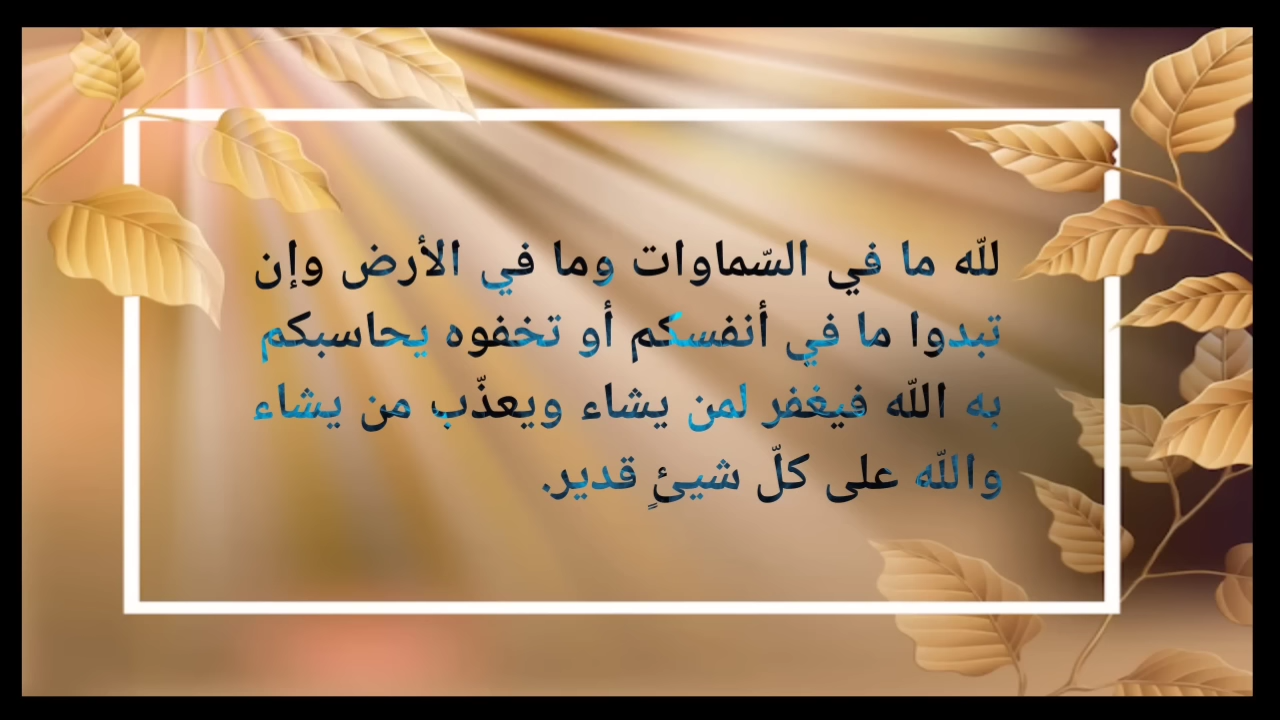 للّه ما في السّماوات وما في الأرض وإن
تبدوا ما في أنفسكم أو تخفوه يحاسبكم
به اللّه فيغفر لمن يشاء ويعذّب من يشاء
واللّه على كلّ شيئٍ قدير.